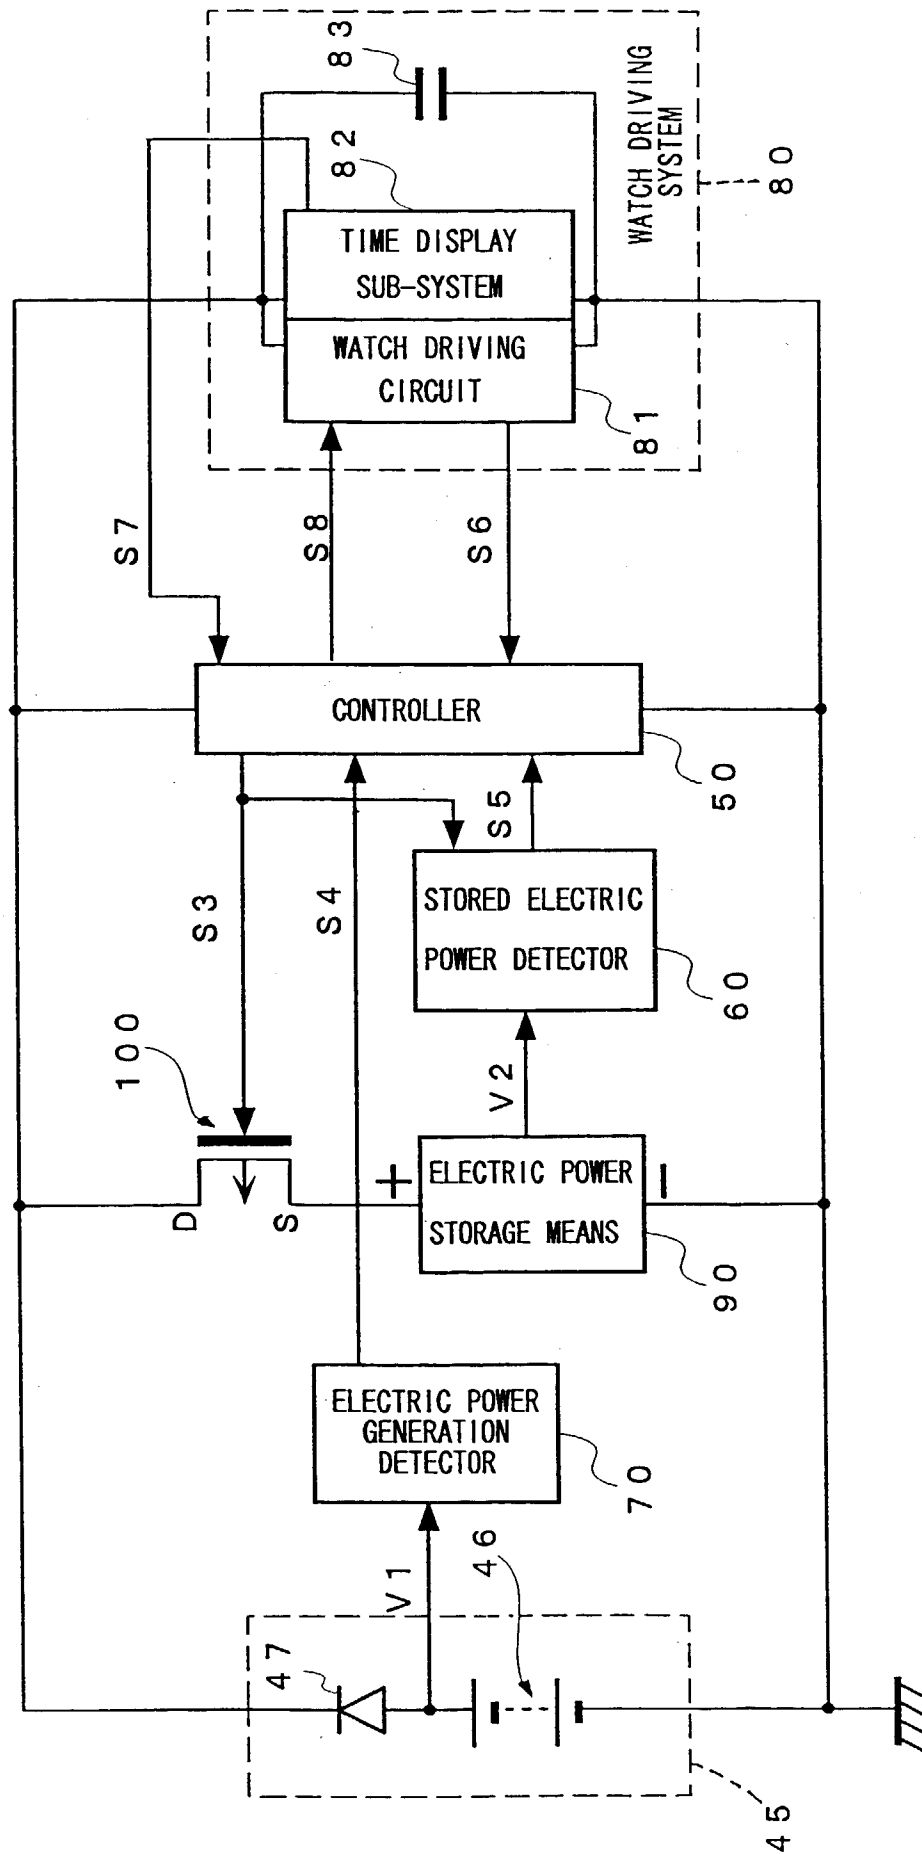 83
82
WATCH DRIVING
SYSTEM
80
TIME DISPLAY
SUB-SYSTEM
WATCH DRIVING
CIRCUIT
81
S7
S8
S6
CONTROLLER
50
S3
S4
S5
STORED ELECTRIC
POWER DETECTOR
60
100
V2
D
S
+
ELECTRIC POWER
STORAGE MEANS
−
90
ELECTRIC POWER
GENERATION
DETECTOR
70
V1
46
47
45